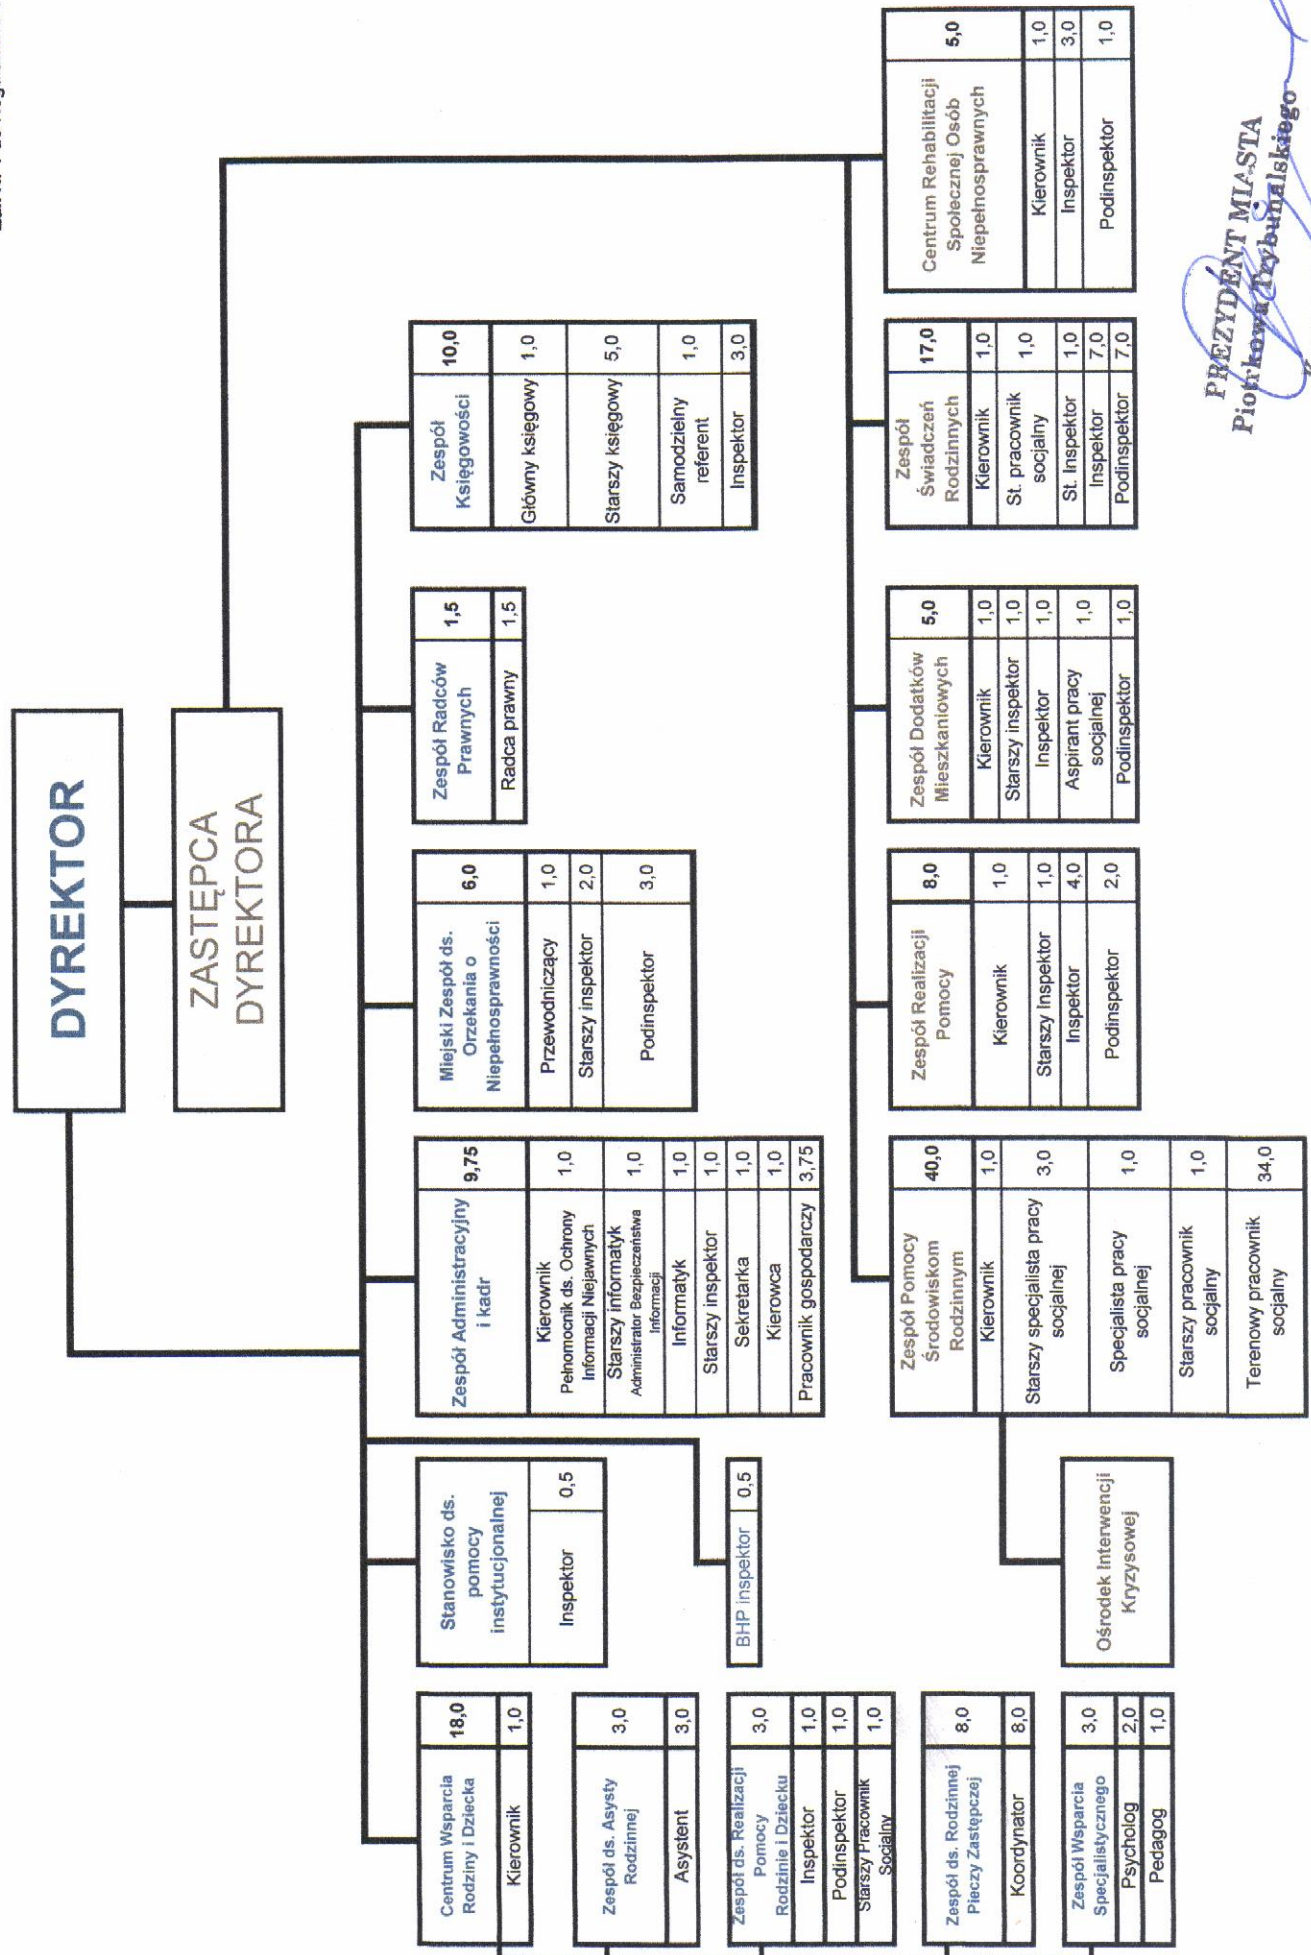 DYREKTOR
ZASTĘPCA
DYREKTORA
Centrum Wsparcia
Rodziny i Dziecka
18,0
Kierownik
1,0
Zespół ds. Asysty
Rodzinnej
3,0
Asystent
3,0
Zespół ds. Realizacji
Pomocy
Rodzinie i Dziecku
3,0
Inspektor
1,0
Podinspektor
1,0
Starszy Pracownik
Socjalny
1,0
Zespół ds. Rodzinnej
Pieczy Zastępczej
8,0
Koordynator
8,0
Zespół Wsparcia
Specjalistycznego
3,0
Psycholog
2,0
Pedagog
1,0
Stanowisko ds.
pomocy
instytucjonalnej
Inspektor
0,5
BHP inspektor
0,5
Zespół Administracyjny
i kadr
9,75
Kierownik
Pełnomocnik ds. Ochrony
Informacji Niejawnych
1,0
Starszy informatyk
Administrator Bezpieczeństwa
Informacji
1,0
Informatyk
1,0
Starszy inspektor
1,0
Sekretarka
1,0
Kierowca
1,0
Pracownik gospodarczy
3,75
Miejski Zespół ds.
Orzekania o
Niepełnosprawności
6,0
Przewodniczący
1,0
Starszy inspektor
2,0
Podinspektor
3,0
Zespół Radców
Prawnych
1,5
Radca prawny
1,5
Zespół
Księgowości
10,0
Główny księgowy
1,0
Starszy księgowy
5,0
Samodzielny
referent
1,0
Inspektor
3,0
Zespół Pomocy
Środowiskom
Rodzinnym
40,0
Kierownik
1,0
Starszy specjalista pracy
socjalnej
3,0
Specjalista pracy
socjalnej
1,0
Starszy pracownik
socjalny
1,0
Terenowy pracownik
socjalny
34,0
Ośrodek Interwencji
Kryzysowej
Zespół Realizacji
Pomocy
8,0
Kierownik
1,0
Starszy Inspektor
1,0
Inspektor
4,0
Podinspektor
2,0
Zespół Dodatków
Mieszkaniowych
5,0
Kierownik
1,0
Starszy inspektor
1,0
Inspektor
1,0
Aspirant pracy
socjalnej
1,0
Podinspektor
1,0
Zespół
Świadczeń
Rodzinnych
17,0
Kierownik
1,0
St. pracownik
socjalny
1,0
St. Inspektor
1,0
Inspektor
7,0
Podinspektor
7,0
Centrum Rehabilitacji
Społecznej Osób
Niepełnosprawnych
5,0
Kierownik
1,0
Inspektor
3,0
Podinspektor
1,0
PREZYDENT MIASTA
Piotrkowa Trybunalskiego